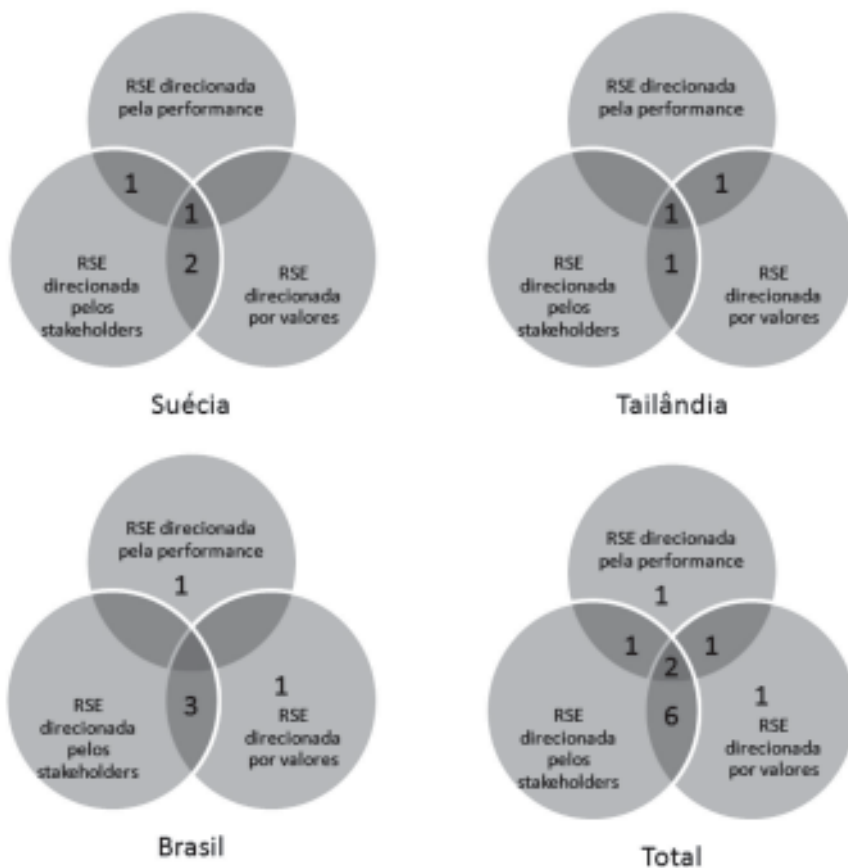 RSE direcionada
pela performance
1
1
2
RSE
direcionada
pelos
stakeholders
RSE
direcionada
por valores
Suécia
RSE direcionada
pela performance
1
1
1
RSE
direcionada
pelos
stakeholders
RSE
direcionada
por valores
Tailândia
RSE direcionada
pela performance
1
3
1
RSE
direcionada
pelos
stakeholders
RSE
direcionada
por valores
Brasil
RSE direcionada
pela performance
1
1
2
1
6
1
RSE
direcionada
pelos
stakeholders
RSE
direcionada
por valores
Total